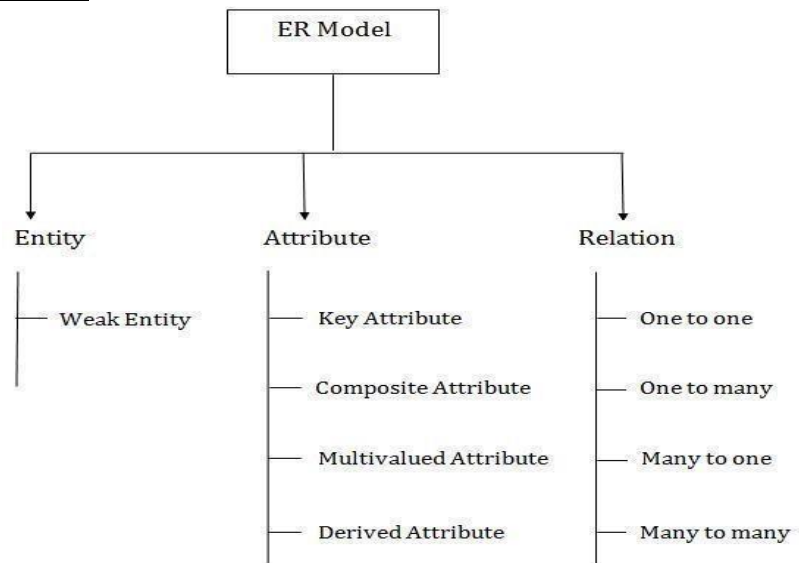 ER Model
Entity
Attribute
Relation
Weak Entity
Key Attribute
One to one
Composite Attribute
One to many
Multivalued Attribute
Many to one
Derived Attribute
Many to many